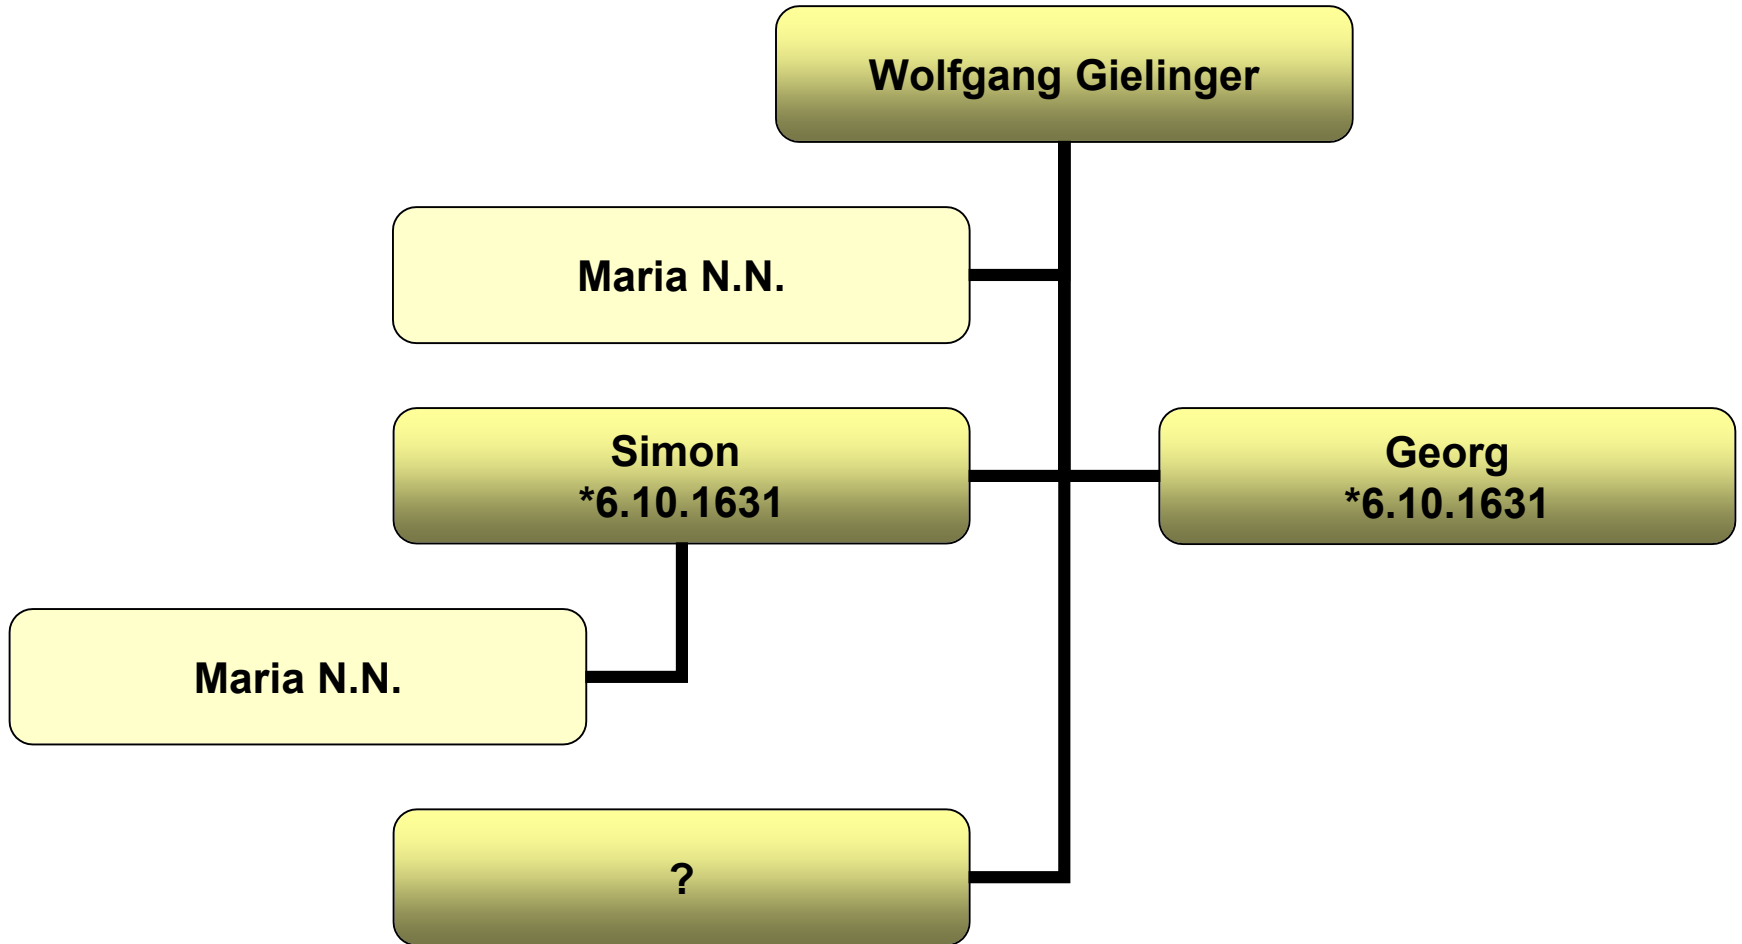 Wolfgang Gielinger
Maria N.N.
Simon
*6.10.1631
Georg
*6.10.1631
Maria N.N.
?